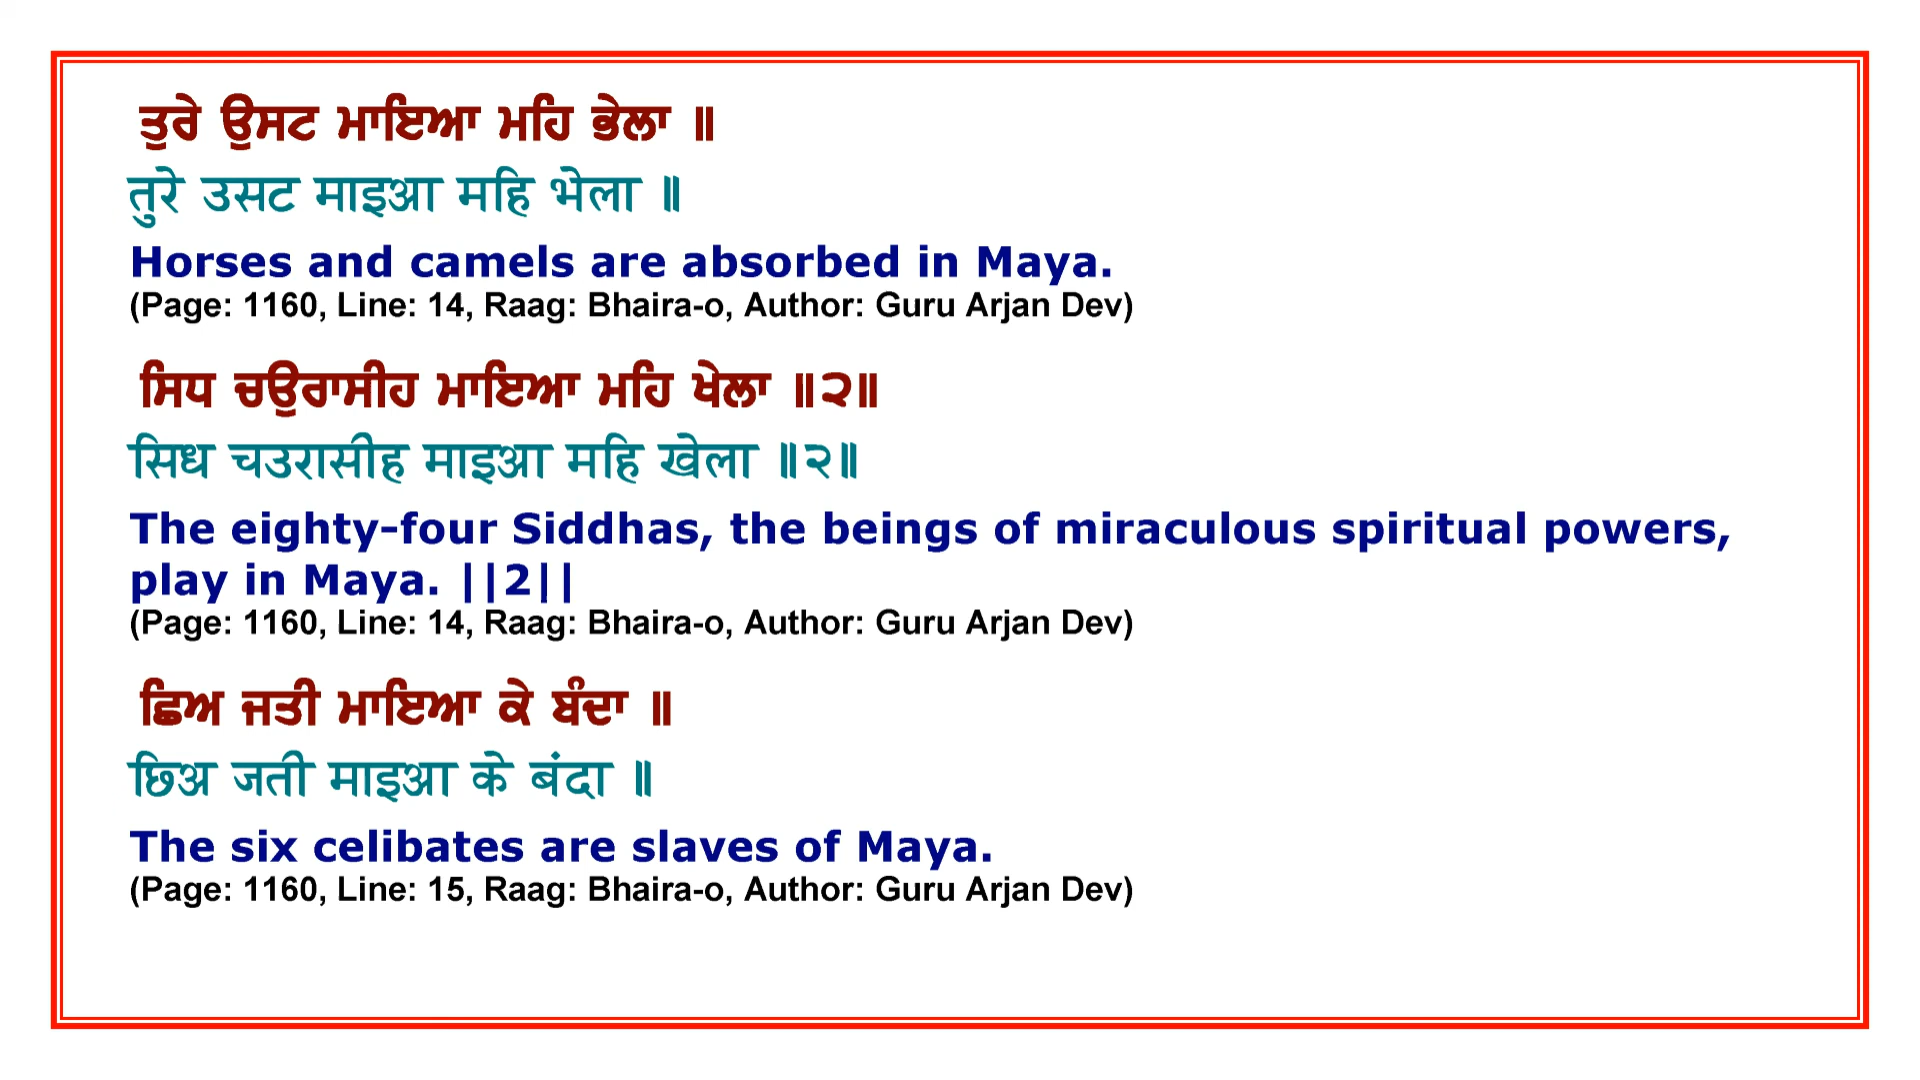 ਤੁਰੇ ਉਸਟ ਮਾਇਆ ਮਹਿ ਭੇਲਾ ॥
तुरे उसट माइआ महि भेला ॥
Horses and camels are absorbed in Maya.
(Page: 1160, Line: 14, Raag: Bhaira-o, Author: Guru Arjan Dev)
ਸਿਧ ਚਉਰਾਸੀਹ ਮਾਇਆ ਮਹਿ ਖੇਲਾ ॥੨॥
सिध चउरासीह माइआ महि खेला ॥२॥
The eighty-four Siddhas, the beings of miraculous spiritual powers,
play in Maya. ||2||
(Page: 1160, Line: 14, Raag: Bhaira-o, Author: Guru Arjan Dev)
ਛਿਅ ਜਤੀ ਮਾਇਆ ਕੇ ਬੰਦਾ ॥
छिअ जती माइआ के बंदा ॥
The six celibates are slaves of Maya.
(Page: 1160, Line: 15, Raag: Bhaira-o, Author: Guru Arjan Dev)